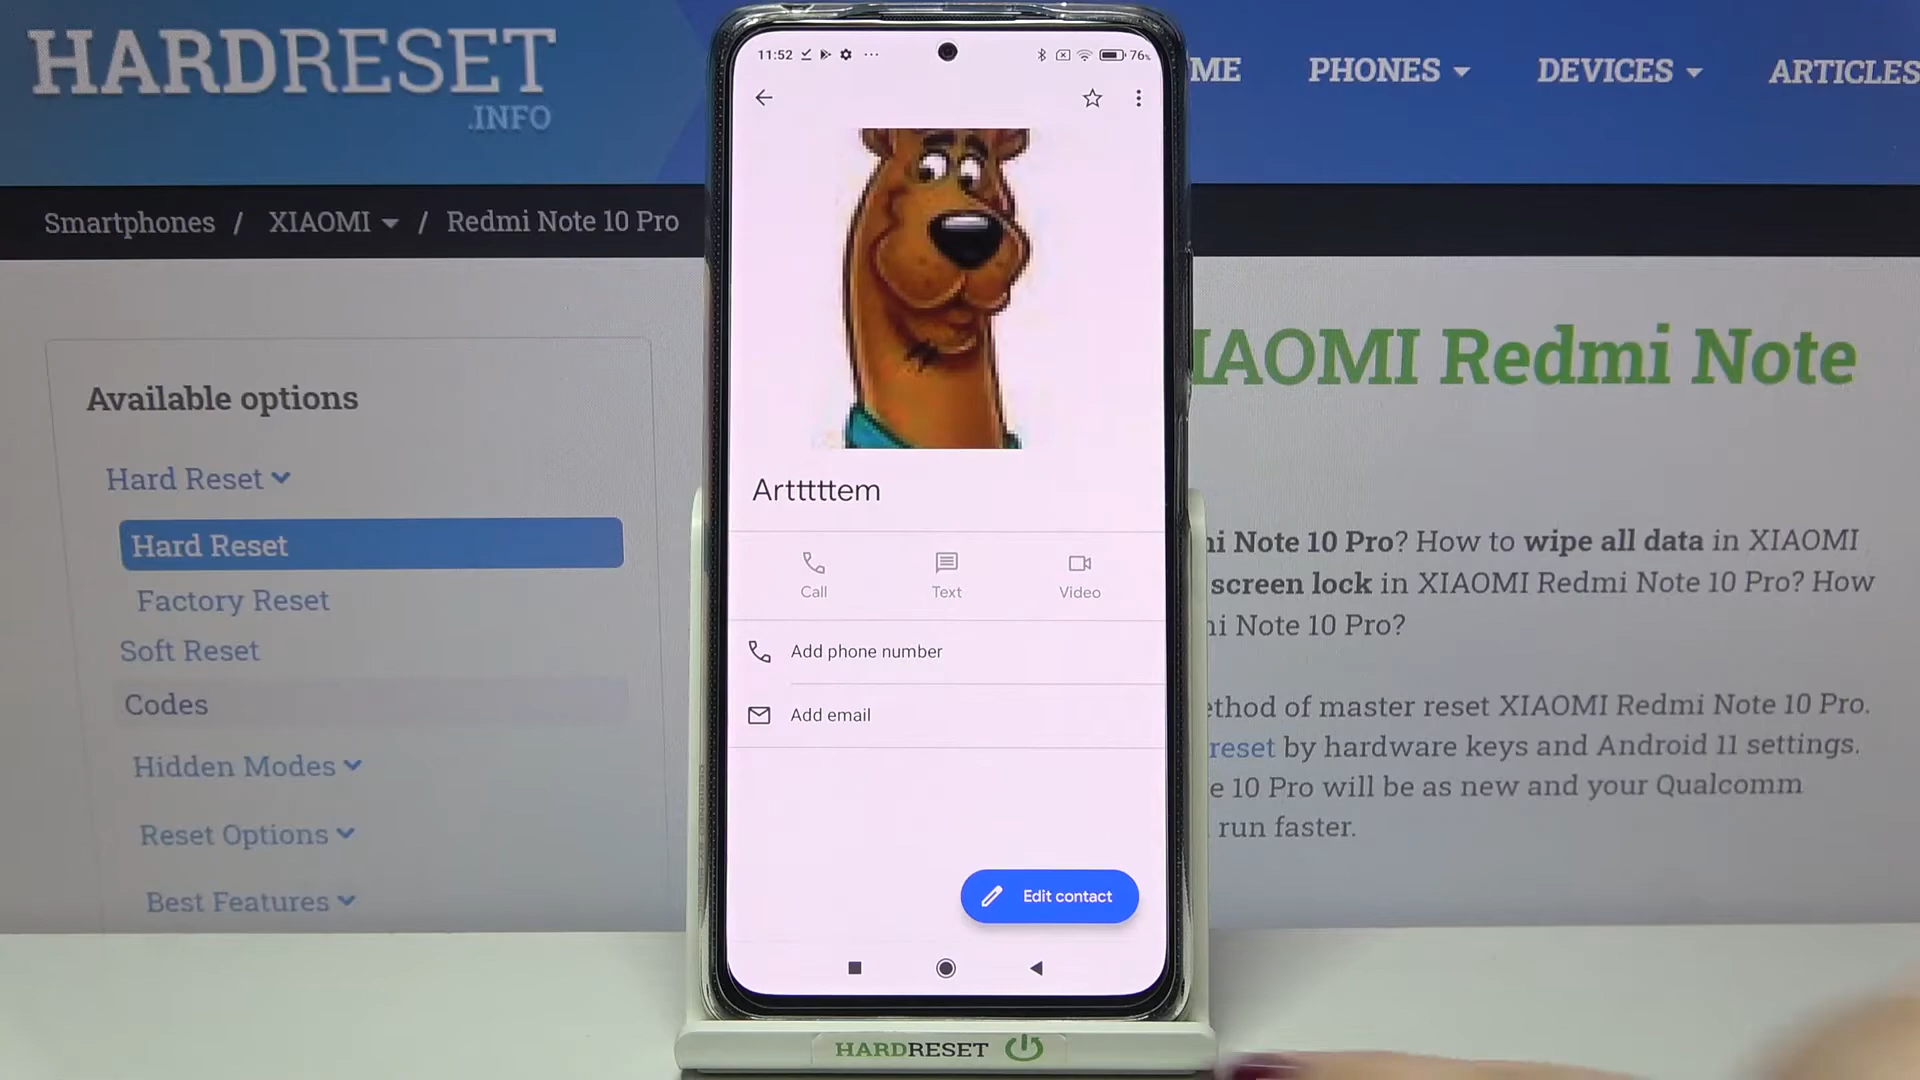 HARDRESET
.INFO
PHONES
DEVICES
ARTICLES
Smartphones / XIAOMI / Redmi Note 10 Pro
Available options
Hard Reset
Hard Reset
Factory Reset
Soft Reset
Codes
Hidden Modes
Reset Options
Best Features
11:52
76%
Artttttem
Call
Text
Video
Add phone number
Add email
Edit contact
XIAOMI Redmi Note
Note 10 Pro? How to wipe all data in XIAOMI
screen lock in XIAOMI Redmi Note 10 Pro? How
Note 10 Pro?
of master reset XIAOMI Redmi Note 10 Pro.
reset by hardware keys and Android 11 settings.
10 Pro will be as new and your Qualcomm
run faster.
HARDRESET